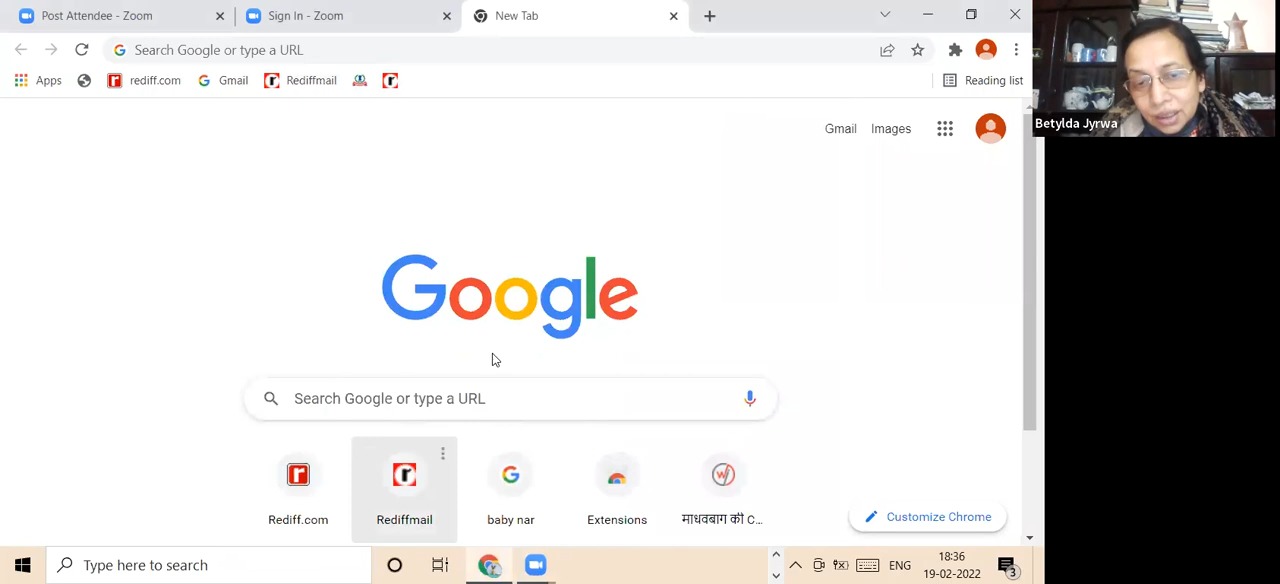 Post Attendee - Zoom
Sign In - Zoom
New Tab
Search Google or type a URL
Apps
rediff.com
Gmail
Rediffmail
Reading list
Betylda Jyrwa
Gmail
Images
Google
Search Google or type a URL
Rediff.com
Rediffmail
baby nar
Extensions
माधवबाग की C...
Customize Chrome
Type here to search
ENG
18:36
19-02-2022
3